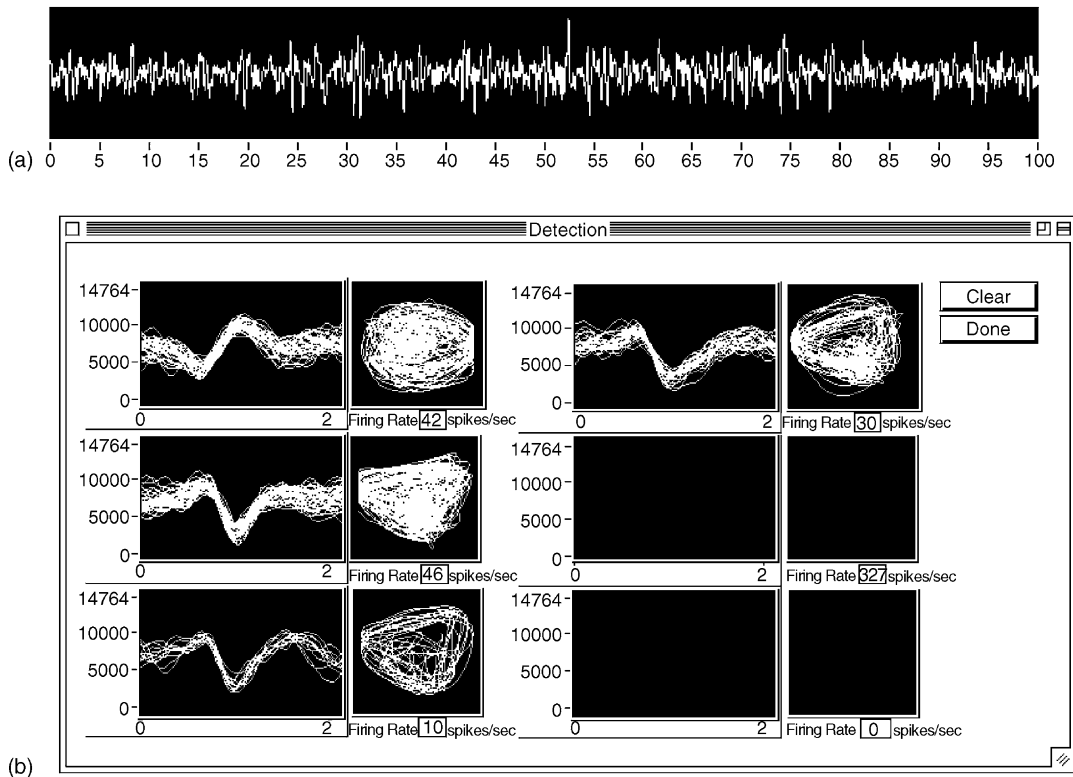 (a)
0 5 10 15 20 25 30 35 40 45 50 55 60 65 70 75 80 85 90 95 100
Detection
14764
10000
5000
0
0 2
Firing Rate 42 spikes/sec
14764
10000
5000
0
0 2
Firing Rate 30 spikes/sec
Clear
Done
14764
10000
5000
0
0 2
Firing Rate 46 spikes/sec
14764
10000
5000
0
0 2
Firing Rate 327 spikes/sec
14764
10000
5000
0
0 2
Firing Rate 10 spikes/sec
14764
10000
5000
0
0 2
Firing Rate 0 spikes/sec
(b)